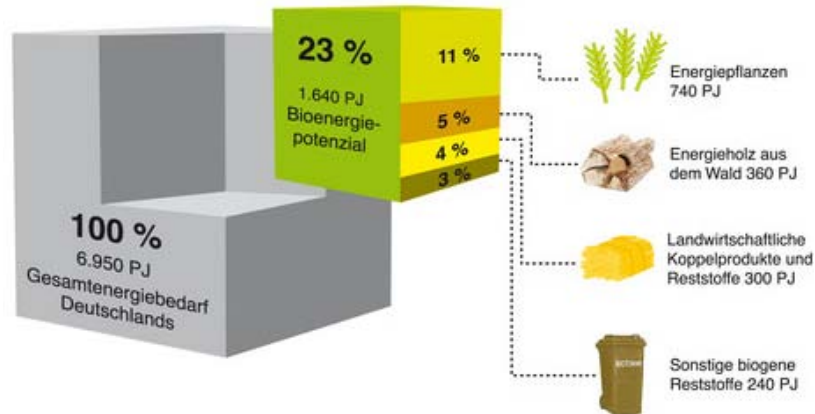 23 %
1.640 PJ
Bioenergie-
potenzial
11 %
5 %
4 %
3 %
100 %
6.950 PJ
Gesamtenergiebedarf
Deutschlands
Energiepflanzen
740 PJ
Energieholz aus
dem Wald 360 PJ
Landwirtschaftliche
Koppelprodukte und
Reststoffe 300 PJ
Sonstige biogene
Reststoffe 240 PJ